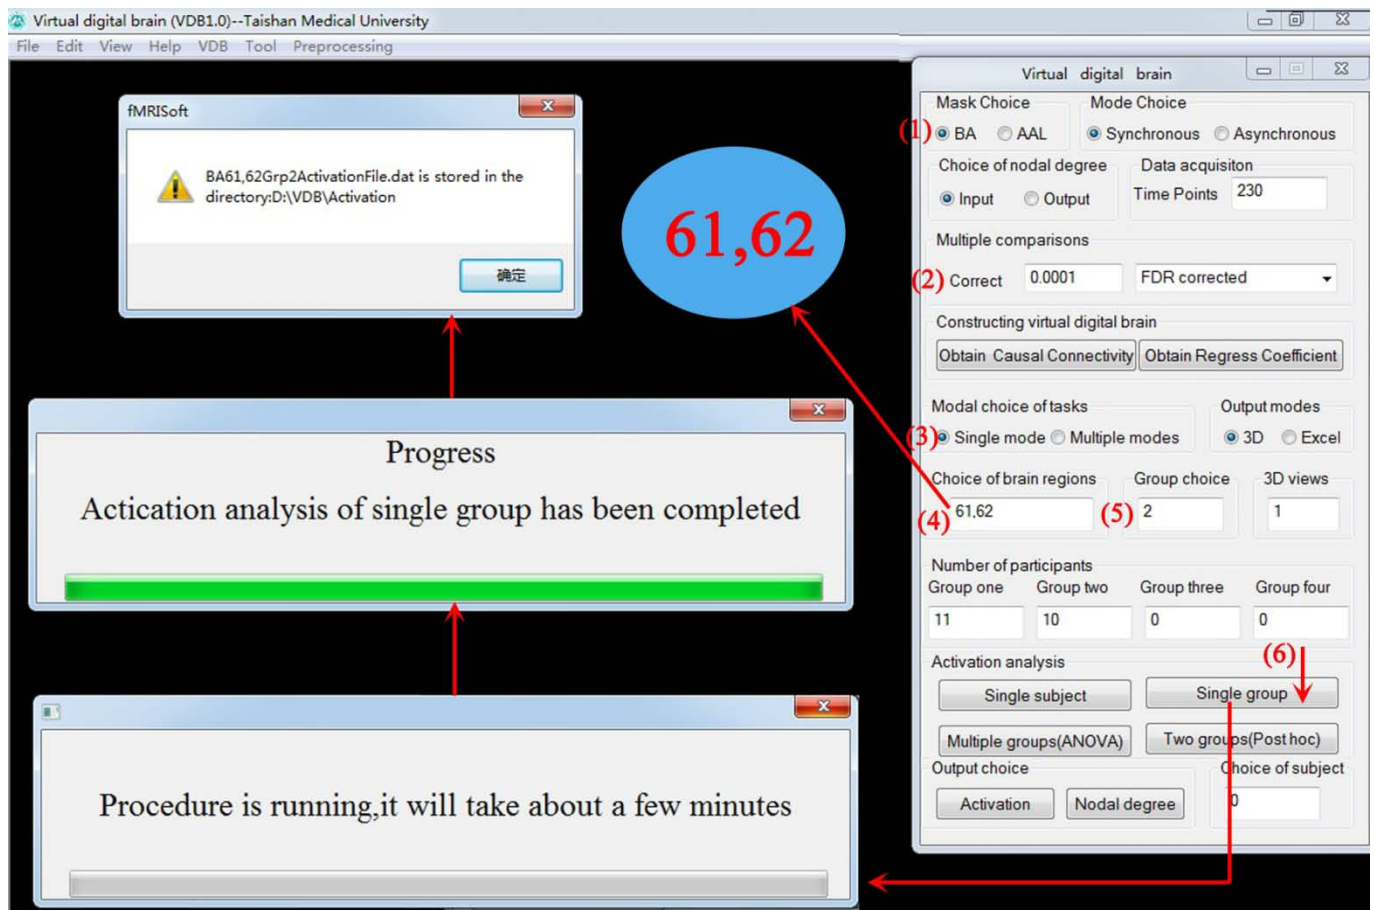 Virtual digital brain (VDB1.0)--Taishan Medical University
File Edit View Help VDB Tool Preprocessing
fMRISoft
BA61,62Grp2ActivationFile.dat is stored in the
directory:D:\VDB\Activation
确定
61,62
Progress
Actication analysis of single group has been completed
Procedure is running,it will take about a few minutes
Virtual digital brain
Mask Choice Mode Choice
(1) BA AAL Synchronous Asynchronous
Choice of nodal degree Data acquisiton
Input Output Time Points 230
Multiple comparisons
(2) Correct 0.0001 FDR corrected
Constructing virtual digital brain
Obtain Causal Connectivity Obtain Regress Coefficient
Modal choice of tasks Output modes
(3) Single mode Multiple modes 3D Excel
Choice of brain regions Group choice 3D views
(4) 61,62 (5) 2 1
Number of participants
Group one Group two Group three Group four
11 10 0 0
(6)
Activation analysis
Single subject Single group
Multiple groups(ANOVA) Two groups(Post hoc)
Output choice Choice of subject
Activation Nodal degree 0